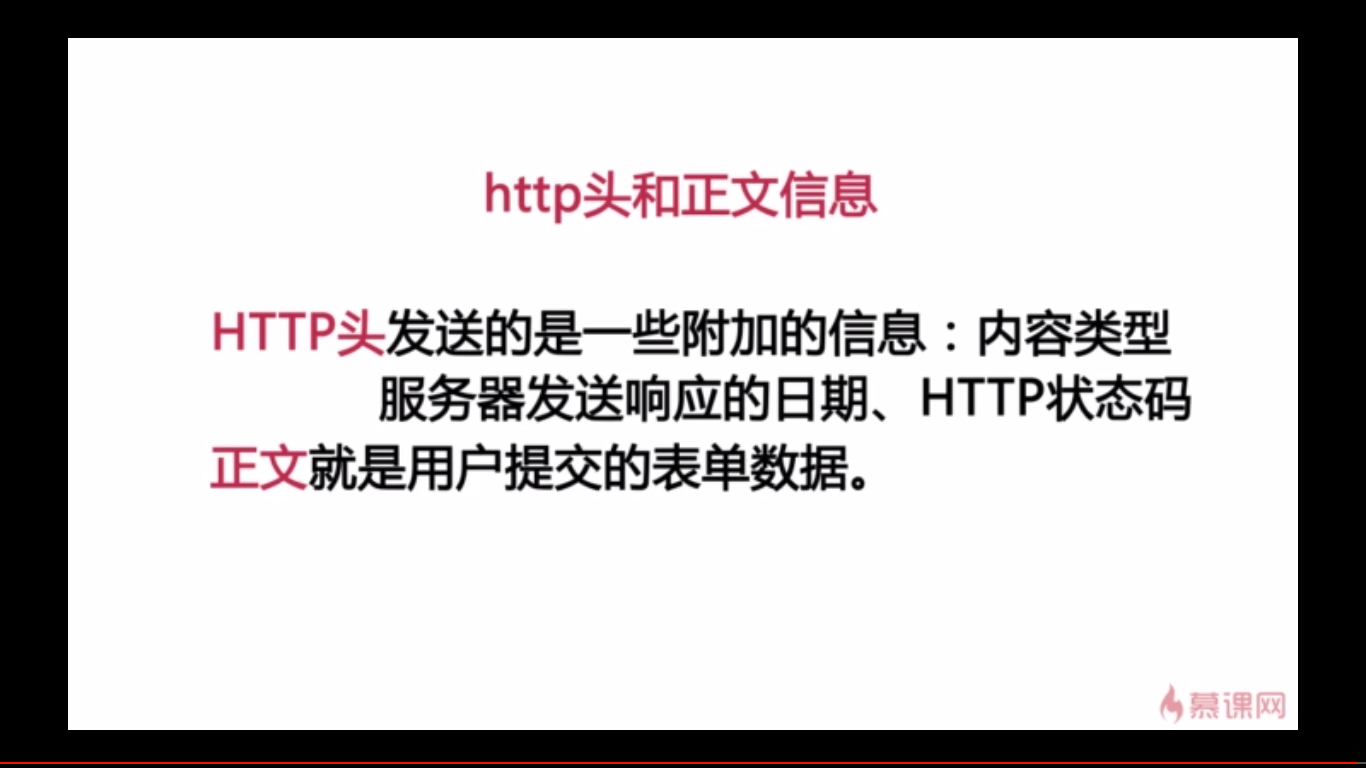 http头和正文信息
HTTP头发送的是一些附加的信息：内容类型
服务器发送响应的日期、HTTP状态码
正文就是用户提交的表单数据。
慕课网